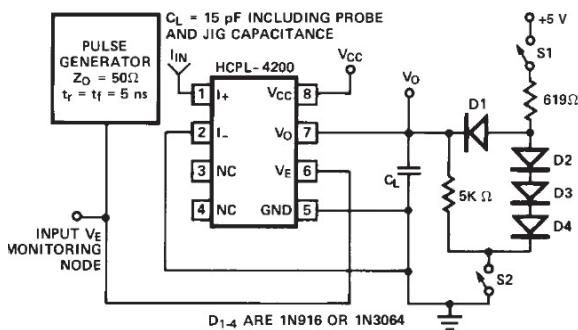 C_L = 15 pF INCLUDING PROBE
AND JIG CAPACITANCE
+5 V
PULSE
GENERATOR
Z_O = 50Ω
t_r = t_f = 5 ns
I_IN
HCPL-4200
V_CC
V_O
S1
619Ω
D1
1 I+
V_CC 8
2 I–
V_O 7
3 NC
V_E 6
4 NC
GND 5
C_L
5K Ω
D2
D3
D4
S2
INPUT V_E
MONITORING
NODE
D_1-4 ARE 1N916 OR 1N3064